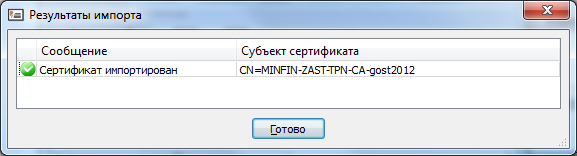 Результаты импорта
Сообщение Субъект сертификата
Сертификат импортирован CN=MINFIN-ZAST-TPN-CA-gost2012
Готово